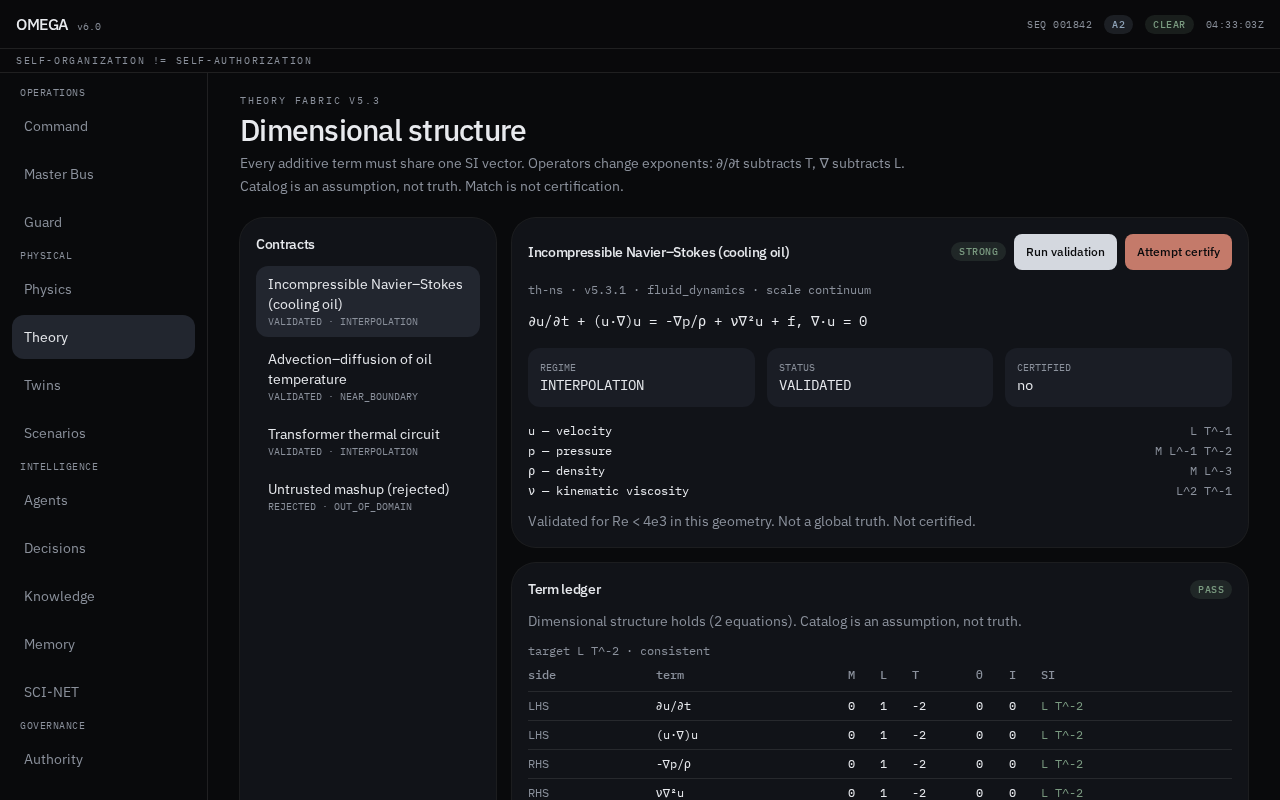 OMEGA v6.0
SEQ 001842 A2 CLEAR 04:33:03Z
SELF-ORGANIZATION != SELF-AUTHORIZATION
OPERATIONS
Command
Master Bus
Guard
PHYSICAL
Physics
Theory
Twins
Scenarios
INTELLIGENCE
Agents
Decisions
Knowledge
Memory
SCI-NET
GOVERNANCE
Authority
THEORY FABRIC V5.3
Dimensional structure
Every additive term must share one SI vector. Operators change exponents: ∂/∂t subtracts T, ∇ subtracts L.
Catalog is an assumption, not truth. Match is not certification.
Contracts
Incompressible Navier–Stokes
(cooling oil)
VALIDATED · INTERPOLATION
Advection–diffusion of oil
temperature
VALIDATED · NEAR_BOUNDARY
Transformer thermal circuit
VALIDATED · INTERPOLATION
Untrusted mashup (rejected)
REJECTED · OUT_OF_DOMAIN
Incompressible Navier–Stokes (cooling oil)
STRONG Run validation Attempt certify
th-ns · v5.3.1 · fluid_dynamics · scale continuum
∂u/∂t + (u·∇)u = -∇p/ρ + ν∇²u + f, ∇·u = 0
REGIME
INTERPOLATION
STATUS
VALIDATED
CERTIFIED
no
u — velocity L T^-1
p — pressure M L^-1 T^-2
ρ — density M L^-3
ν — kinematic viscosity L^2 T^-1
Validated for Re < 4e3 in this geometry. Not a global truth. Not certified.
Term ledger PASS
Dimensional structure holds (2 equations). Catalog is an assumption, not truth.
target L T^-2 · consistent
side term M L T Θ I SI
LHS ∂u/∂t 0 1 -2 0 0 L T^-2
LHS (u·∇)u 0 1 -2 0 0 L T^-2
RHS -∇p/ρ 0 1 -2 0 0 L T^-2
RHS ν∇²u 0 1 -2 0 0 L T^-2